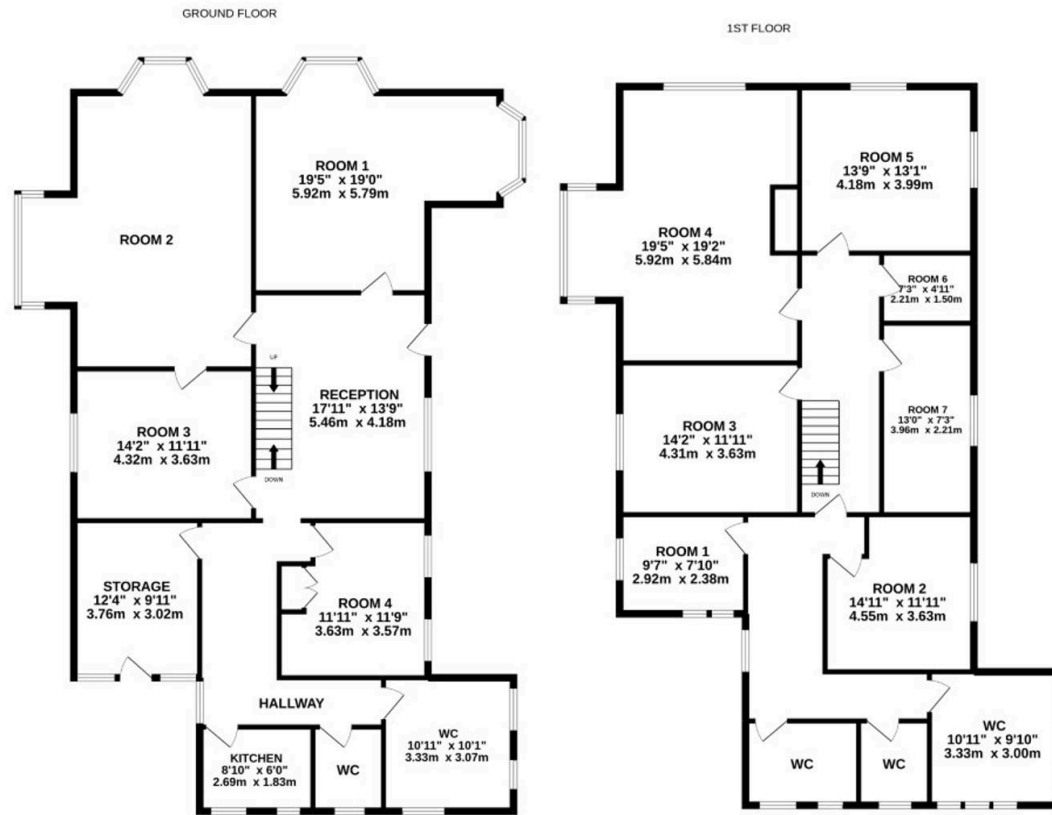 GROUND FLOOR
ROOM 1
19'5" x 19'0"
5.92m x 5.79m
ROOM 2
UP
RECEPTION
17'11" x 13'9"
5.46m x 4.18m
ROOM 3
14'2" x 11'11"
4.32m x 3.63m
DOWN
STORAGE
12'4" x 9'11"
3.76m x 3.02m
ROOM 4
11'11" x 11'9"
3.63m x 3.57m
HALLWAY
WC
10'11" x 10'1"
3.33m x 3.07m
KITCHEN
8'10" x 6'0"
2.69m x 1.83m
WC
1ST FLOOR
ROOM 5
13'9" x 13'1"
4.18m x 3.99m
ROOM 4
19'5" x 19'2"
5.92m x 5.84m
ROOM 6
7'3" x 4'11"
2.21m x 1.50m
ROOM 7
13'0" x 7'3"
3.96m x 2.21m
ROOM 3
14'2" x 11'11"
4.31m x 3.63m
DOWN
ROOM 1
9'7" x 7'10"
2.92m x 2.38m
ROOM 2
14'11" x 11'11"
4.55m x 3.63m
WC
10'11" x 9'10"
3.33m x 3.00m
WC
WC